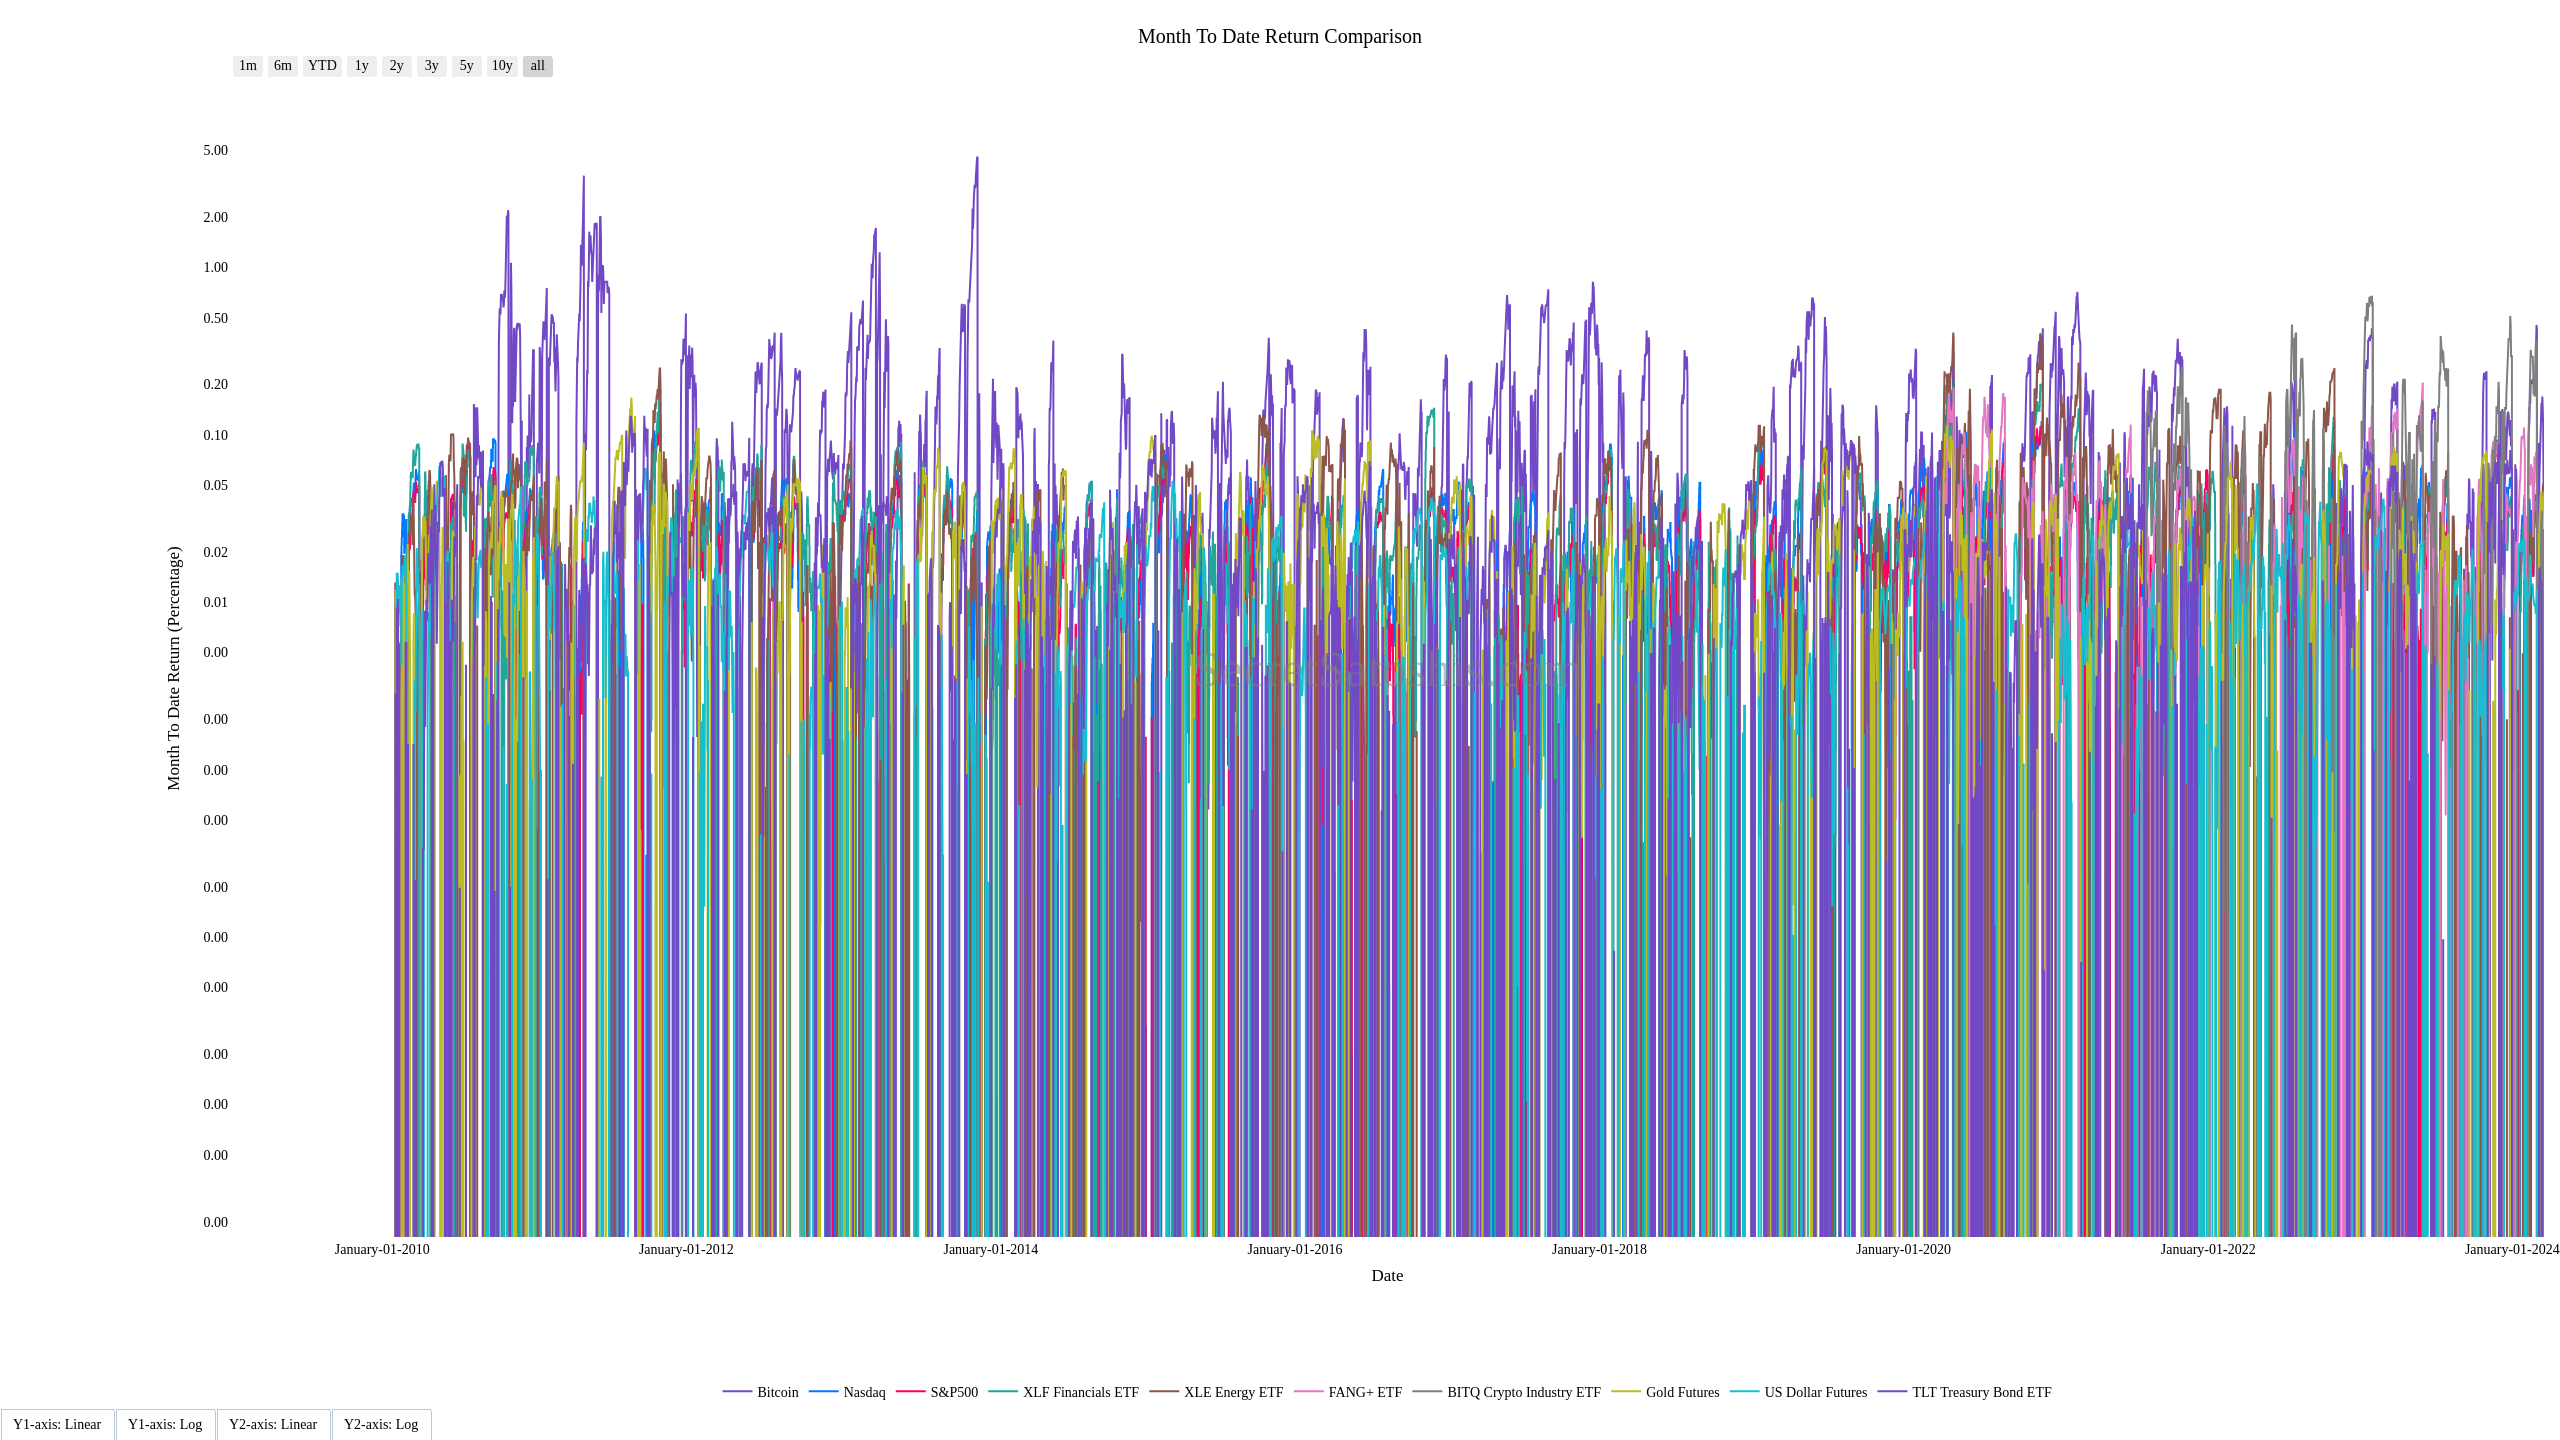 Month To Date Return Comparison
1m 6m YTD 1y 2y 3y 5y 10y all
5.00
2.00
1.00
0.50
0.20
0.10
0.05
0.02
0.01
0.00
0.00
0.00
0.00
0.00
0.00
0.00
0.00
0.00
0.00
0.00
Month To Date Return (Percentage)
January-01-2010 January-01-2012 January-01-2014 January-01-2016 January-01-2018 January-01-2020 January-01-2022 January-01-2024
Date
Bitcoin Nasdaq S&P500 XLF Financials ETF XLE Energy ETF FANG+ ETF BITQ Crypto Industry ETF Gold Futures US Dollar Futures TLT Treasury Bond ETF
Y1-axis: Linear Y1-axis: Log Y2-axis: Linear Y2-axis: Log